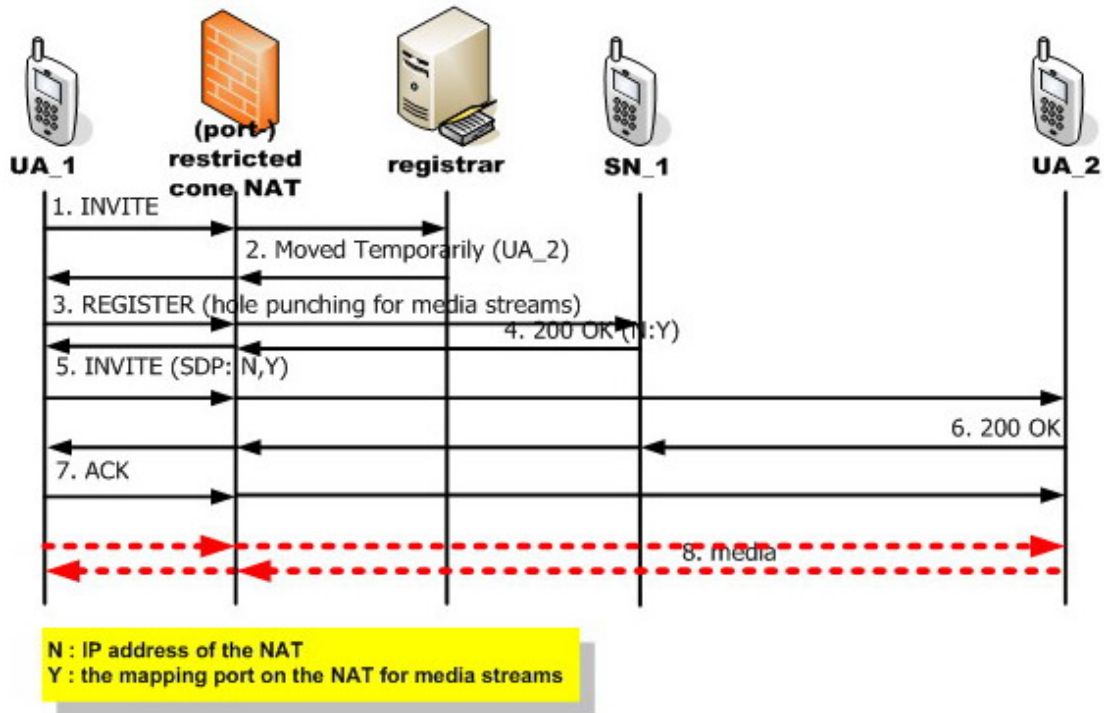 UA_1
(port-)
restricted
cone NAT
registrar
SN_1
UA_2
1. INVITE
2. Moved Temporarily (UA_2)
3. REGISTER (hole punching for media streams)
4. 200 OK (N:Y)
5. INVITE (SDP: N,Y)
6. 200 OK
7. ACK
8. media
N : IP address of the NAT
Y : the mapping port on the NAT for media streams